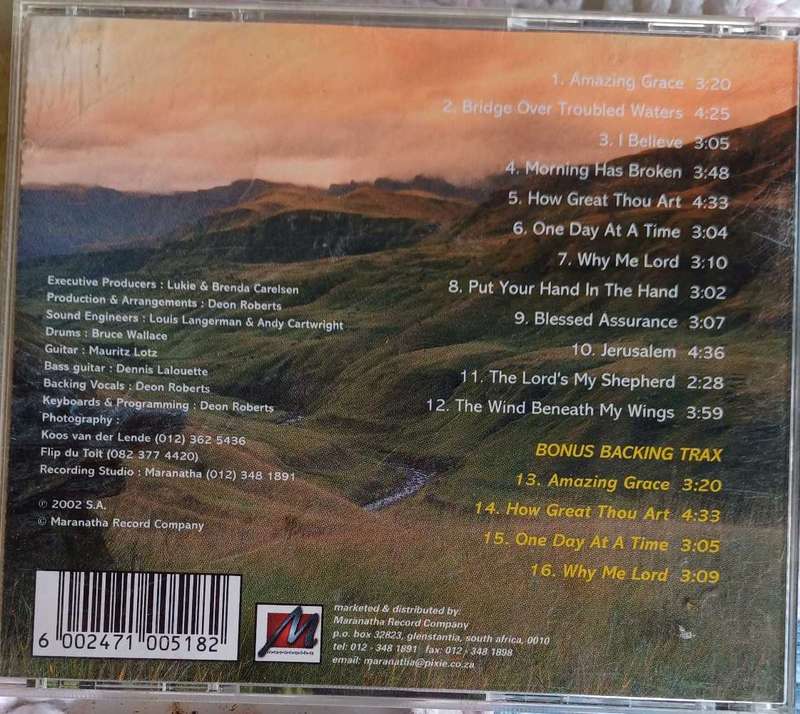 1. Amazing Grace 3:20
2. Bridge Over Troubled Waters 4:25
3. I Believe 3:05
4. Morning Has Broken 3:48
5. How Great Thou Art 4:33
6. One Day At A Time 3:04
7. Why Me Lord 3:10
8. Put Your Hand In The Hand 3:02
9. Blessed Assurance 3:07
10. Jerusalem 4:36
11. The Lord's My Shepherd 2:28
12. The Wind Beneath My Wings 3:59
BONUS BACKING TRAX
13. Amazing Grace 3:20
14. How Great Thou Art 4:33
15. One Day At A Time 3:05
16. Why Me Lord 3:09
Executive Producers : Lukie & Brenda Carelsen
Production & Arrangements : Deon Roberts
Sound Engineers : Louis Langerman & Andy Cartwright
Drums : Bruce Wallace
Guitar : Mauritz Lotz
Bass guitar : Dennis Lalouette
Backing Vocals : Deon Roberts
Keyboards & Programming : Deon Roberts
Photography :
Koos van der Lende (012) 362 5436
Flip du Toit (082 377 4420)
Recording Studio : Maranatha (012) 348 1891
℗ 2002 S.A.
© Maranatha Record Company
6 002471 005182
M
maranatha
marketed & distributed by:
Maranatha Record Company
p.o. box 32823, glenstantia, south africa, 0010
tel: 012 - 348 1891 fax: 012 - 348 1898
email: maranatlia@pixie.co.za